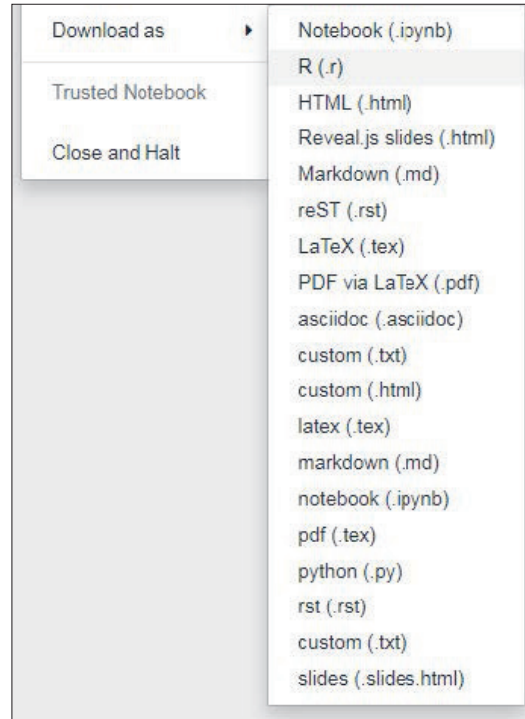 Download as
Trusted Notebook
Close and Halt
Notebook (.ipynb)
R (.r)
HTML (.html)
Reveal.js slides (.html)
Markdown (.md)
reST (.rst)
LaTeX (.tex)
PDF via LaTeX (.pdf)
asciidoc (.asciidoc)
custom (.txt)
custom (.html)
latex (.tex)
markdown (.md)
notebook (.ipynb)
pdf (.tex)
python (.py)
rst (.rst)
custom (.txt)
slides (.slides.html)